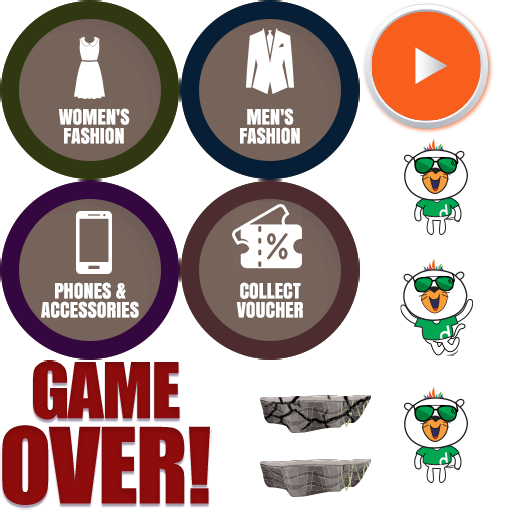 WOMEN'S
FASHION
MEN'S
FASHION
PHONES &
ACCESSORIES
%
COLLECT
VOUCHER
d
d
d
GAME
OVER!